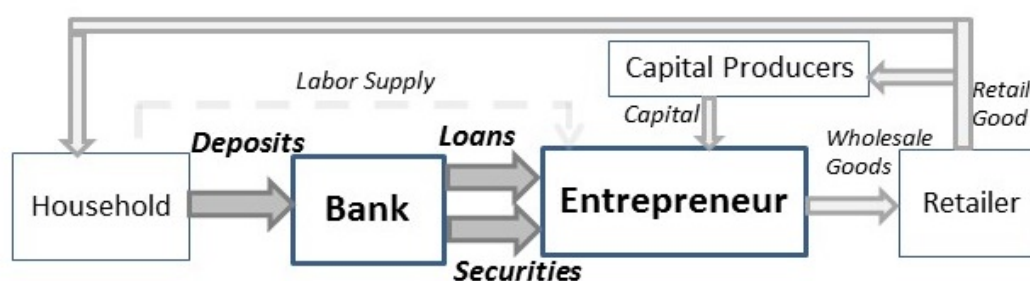 Capital Producers
Labor Supply
Retail
Good
Capital
Deposits
Loans
Wholesale
Goods
Household
Bank
Entrepreneur
Retailer
Securities